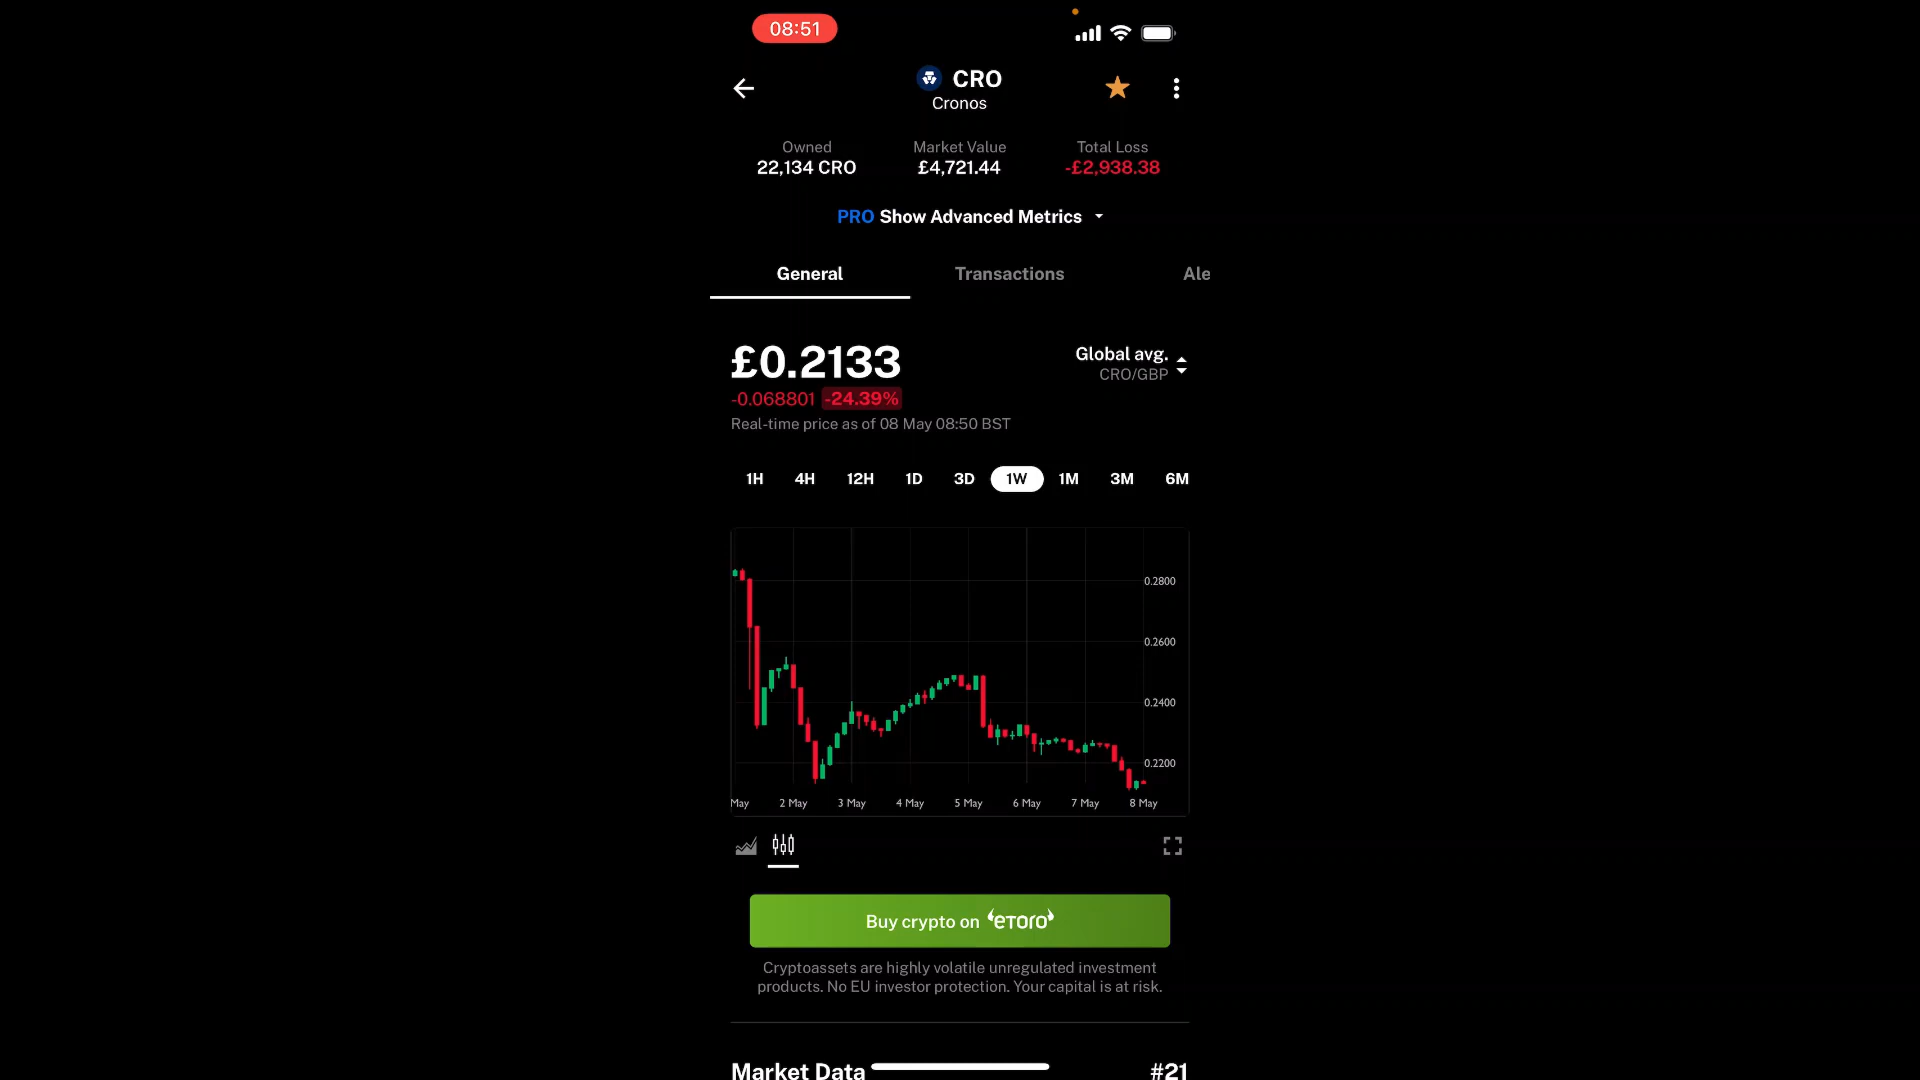 08:51
CRO
Cronos
Owned Market Value Total Loss
22,134 CRO £4,721.44 -£2,938.38
PRO Show Advanced Metrics
General Transactions Ale
£0.2133 Global avg.
CRO/GBP
-0.068801 -24.39%
Real-time price as of 08 May 08:50 BST
1H 4H 12H 1D 3D 1W 1M 3M 6M
0.2800
0.2600
0.2400
0.2200
May 2 May 3 May 4 May 5 May 6 May 7 May 8 May
Buy crypto on eToro
Cryptoassets are highly volatile unregulated investment
products. No EU investor protection. Your capital is at risk.
Market Data #21